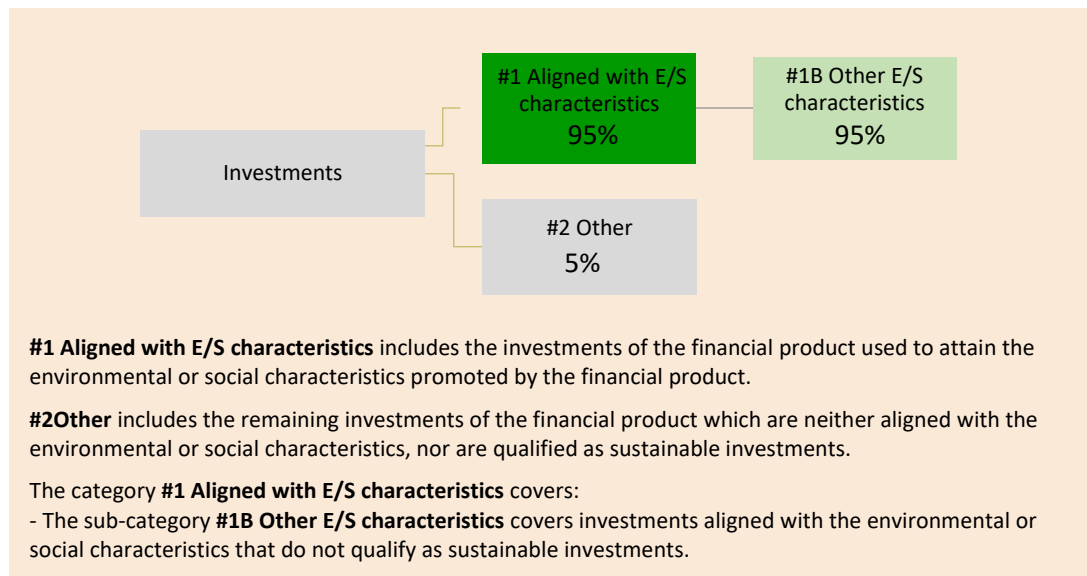 #1 Aligned with E/S
characteristics
95%
#1B Other E/S
characteristics
95%
Investments
#2 Other
5%
#1 Aligned with E/S characteristics includes the investments of the financial product used to attain the
environmental or social characteristics promoted by the financial product.
#2Other includes the remaining investments of the financial product which are neither aligned with the
environmental or social characteristics, nor are qualified as sustainable investments.
The category #1 Aligned with E/S characteristics covers:
- The sub-category #1B Other E/S characteristics covers investments aligned with the environmental or
social characteristics that do not qualify as sustainable investments.